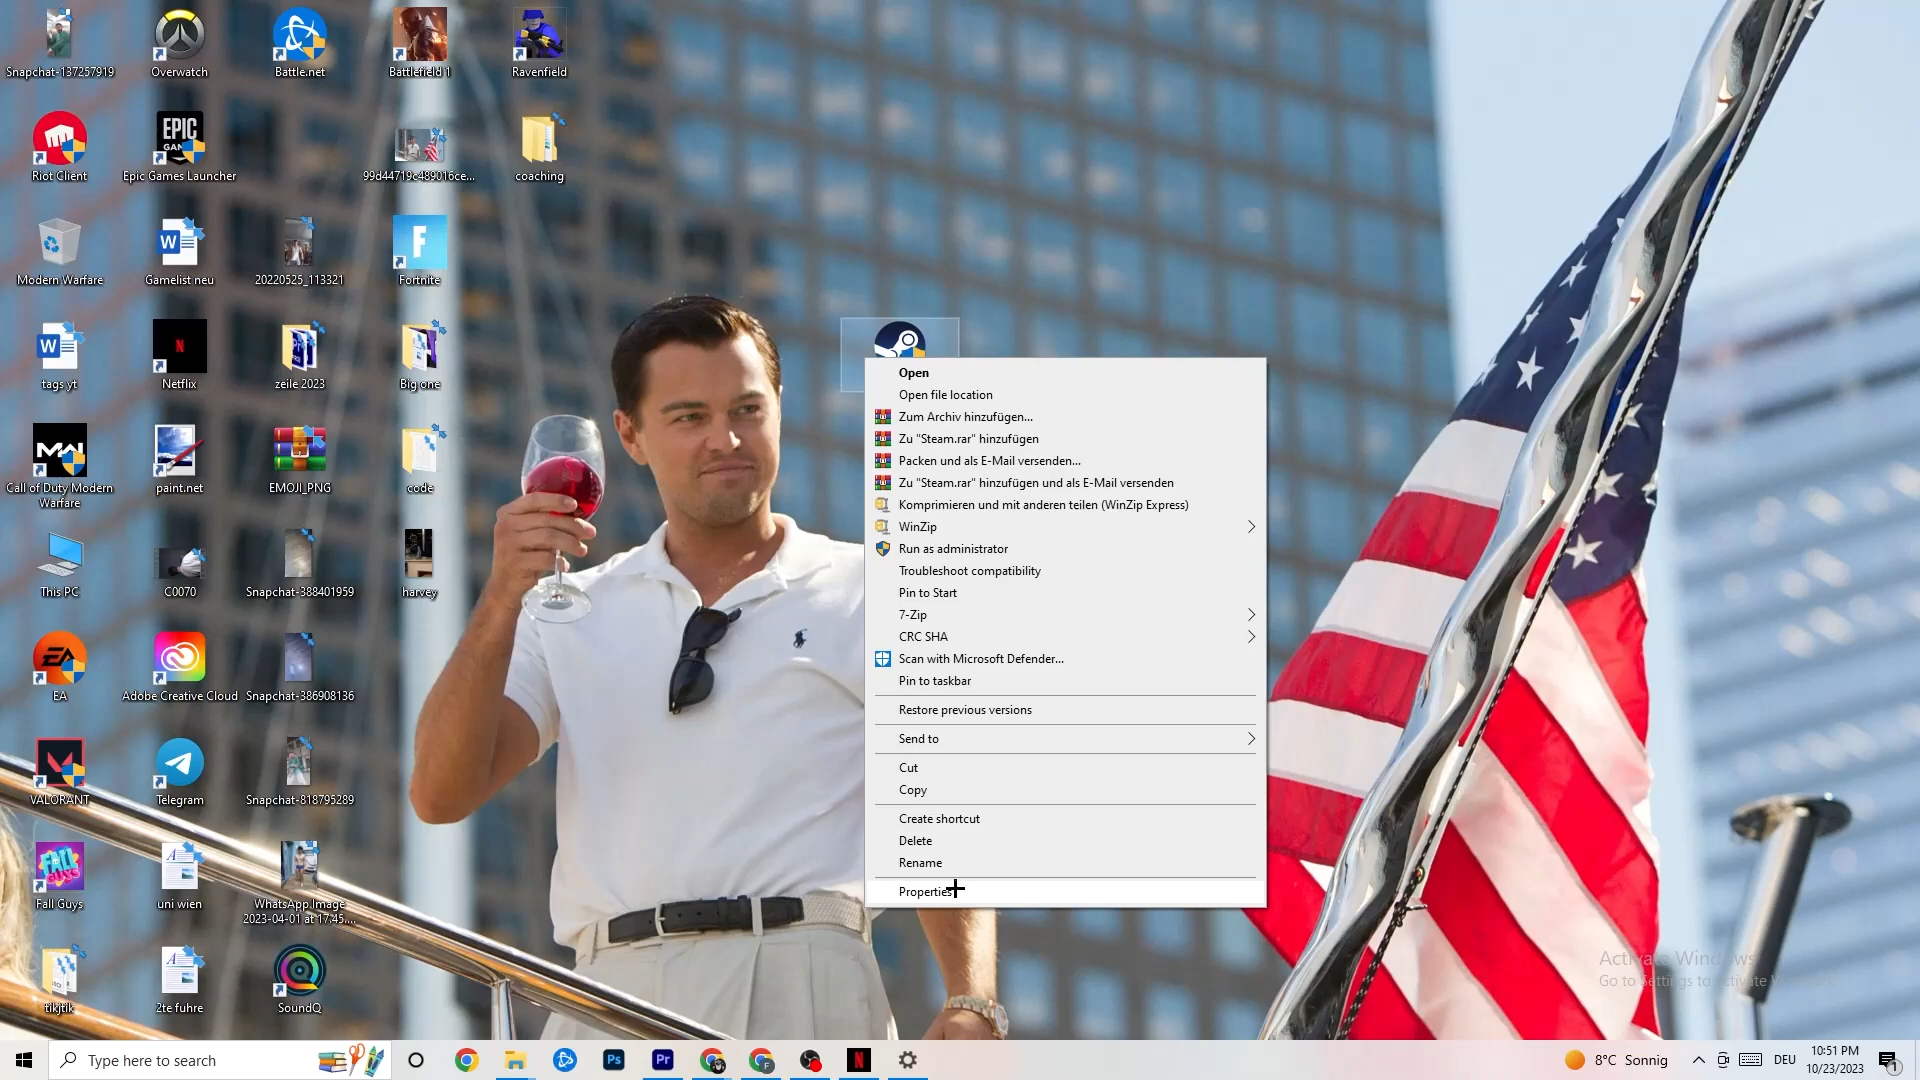 Snapchat-137257919
Overwatch
Battle.net
Battlefield 1
Ravenfield
EPIC
GAMES
Riot Client
Epic Games Launcher
99d44719c489016ce...
coaching
Modern Warfare
Gamelist neu
20220525_113321
Fortnite
tags yt
Netflix
zeile 2023
Big one
Call of Duty Modern
Warfare
paint.net
EMOJI_PNG
code
This PC
C0070
Snapchat-388401959
harvey
EA
Adobe Creative Cloud
Snapchat-386908136
VALORANT
Telegram
Snapchat-818795289
Fall Guys
uni wien
WhatsApp Image
2023-04-01 at 17.45....
tikjtik
2te fuhre
SoundQ
Open
Open file location
Zum Archiv hinzufügen...
Zu "Steam.rar" hinzufügen
Packen und als E-Mail versenden...
Zu "Steam.rar" hinzufügen und als E-Mail versenden
Komprimieren und mit anderen teilen (WinZip Express)
WinZip
Run as administrator
Troubleshoot compatibility
Pin to Start
7-Zip
CRC SHA
Scan with Microsoft Defender...
Pin to taskbar
Restore previous versions
Send to
Cut
Copy
Create shortcut
Delete
Rename
Properties
Activate Windows
Go to Settings to activate
Type here to search
Ps
Pr
8°C Sonnig
DEU
10:51 PM
10/23/2023
1